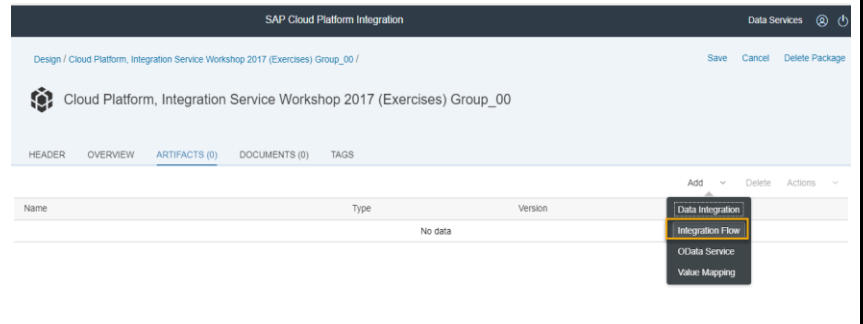 SAP Cloud Platform Integration
Data Services
Design / Cloud Platform, Integration Service Workshop 2017 (Exercises) Group_00 /
Save Cancel Delete Package
Cloud Platform, Integration Service Workshop 2017 (Exercises) Group_00
HEADER OVERVIEW ARTIFACTS (0) DOCUMENTS (0) TAGS
Add Delete Actions
Name Type Version
Data Integration
No data
Integration Flow
OData Service
Value Mapping